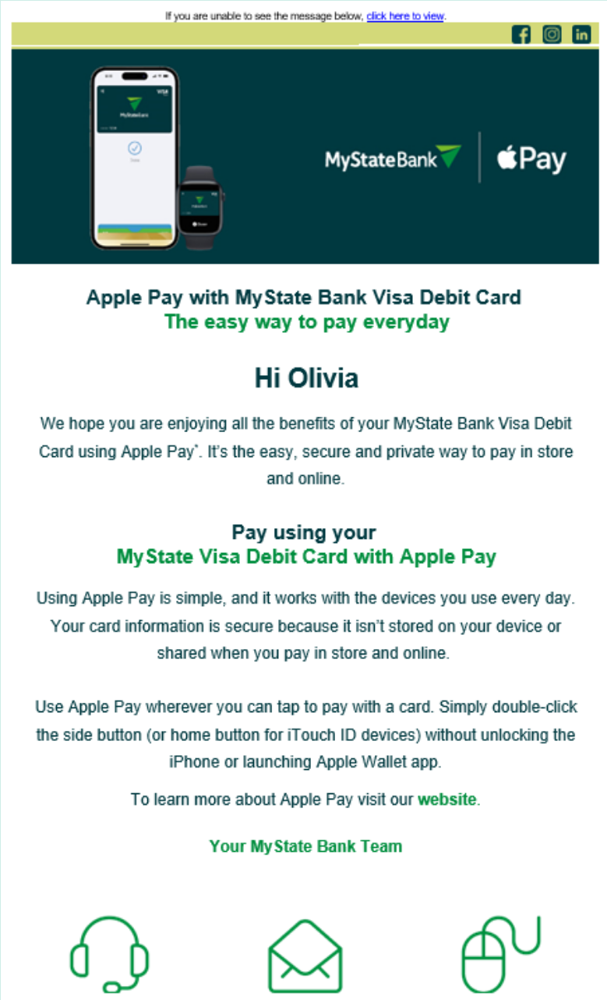 If you are unable to see the message below, click here to view.
VISA
MyStateBank
MyStateBank
Pay
Apple Pay with MyState Bank Visa Debit Card
The easy way to pay everyday
Hi Olivia
We hope you are enjoying all the benefits of your MyState Bank Visa Debit
Card using Apple Pay*. It’s the easy, secure and private way to pay in store
and online.
Pay using your
MyState Visa Debit Card with Apple Pay
Using Apple Pay is simple, and it works with the devices you use every day.
Your card information is secure because it isn’t stored on your device or
shared when you pay in store and online.
Use Apple Pay wherever you can tap to pay with a card. Simply double-click
the side button (or home button for iTouch ID devices) without unlocking the
iPhone or launching Apple Wallet app.
To learn more about Apple Pay visit our website.
Your MyState Bank Team